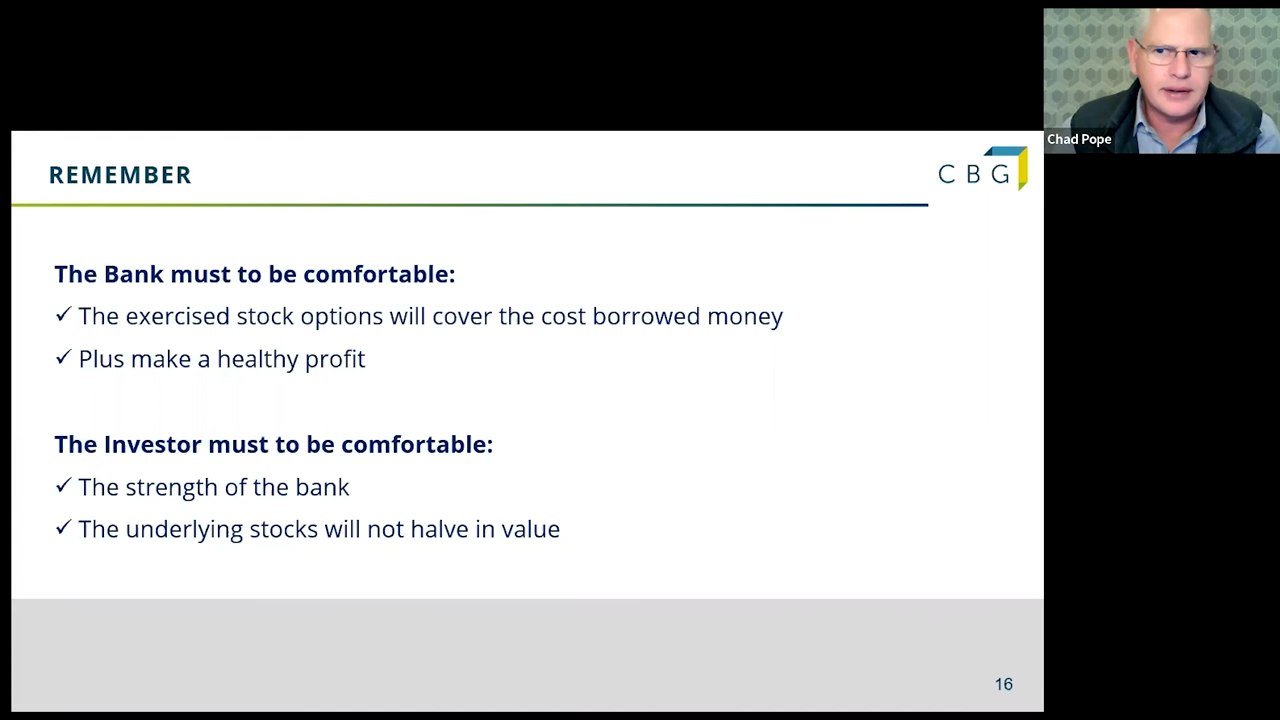 Chad Pope
REMEMBER
CBG
The Bank must to be comfortable:
✓ The exercised stock options will cover the cost borrowed money
✓ Plus make a healthy profit
The Investor must to be comfortable:
✓ The strength of the bank
✓ The underlying stocks will not halve in value
16